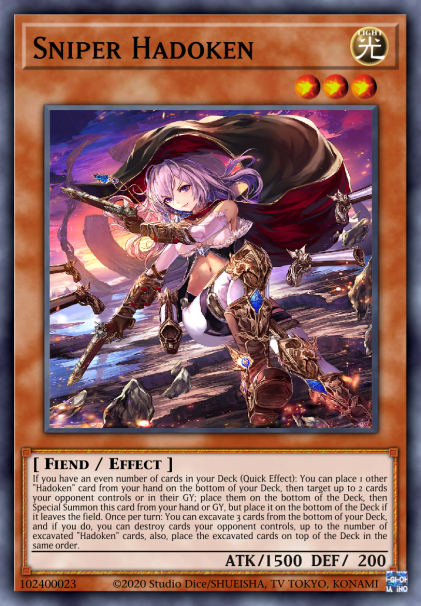 Sniper Hadoken
LIGHT
光
[ Fiend / Effect ]
If you have an even number of cards in your Deck (Quick Effect): You can place 1 other
"Hadoken" card from your hand on the bottom of your Deck, then target up to 2 cards
your opponent controls or in their GY; place them on the bottom of the Deck, then
Special Summon this card from your hand or GY, but place it on the bottom of the Deck if
it leaves the field. Once per turn: You can excavate 3 cards from the bottom of your Deck,
and if you do, you can destroy cards your opponent controls, up to the number of
excavated "Hadoken" cards, also, place the excavated cards on top of the Deck in the
same order.
ATK/1500 DEF/ 200
102400023 ©2020 Studio Dice/SHUEISHA, TV TOKYO, KONAMI